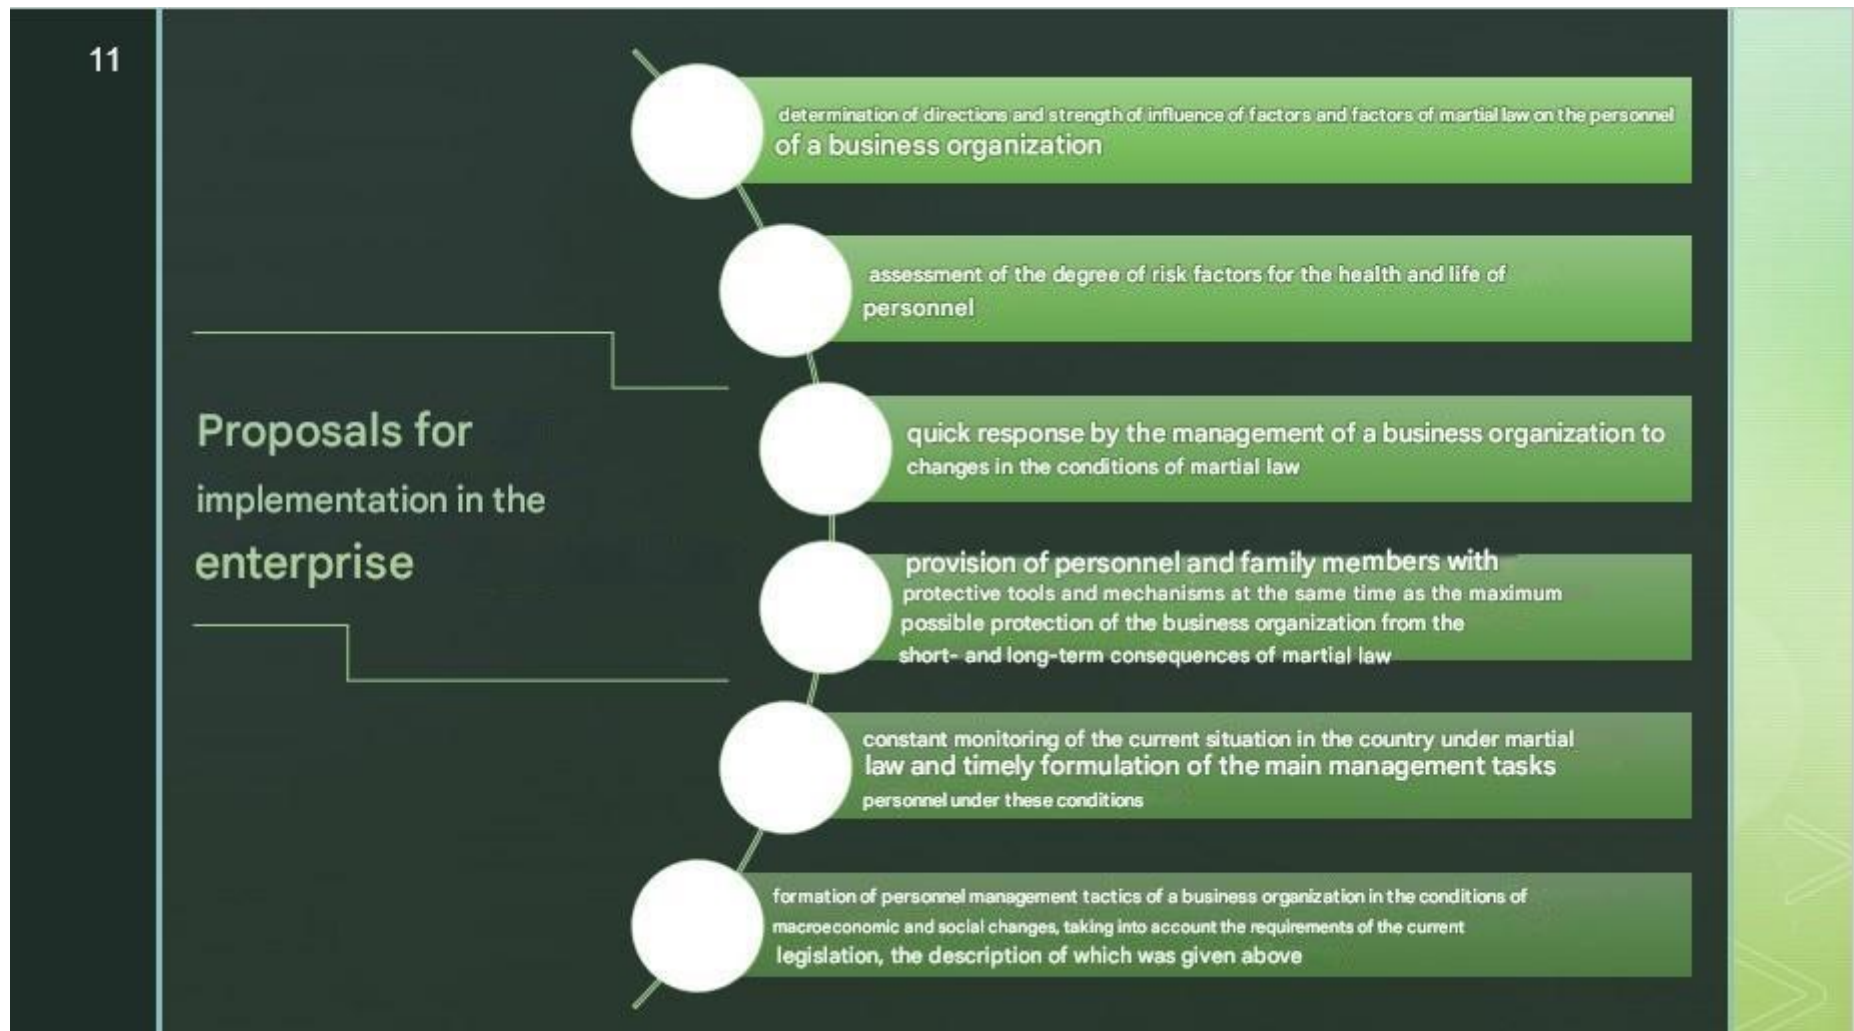 11
Proposals for
implementation in the
enterprise
determination of directions and strength of influence of factors and factors of martial law on the personnel
of a business organization
assessment of the degree of risk factors for the health and life of
personnel
quick response by the management of a business organization to
changes in the conditions of martial law
provision of personnel and family members with
protective tools and mechanisms at the same time as the maximum
possible protection of the business organization from the
short- and long-term consequences of martial law
constant monitoring of the current situation in the country under martial
law and timely formulation of the main management tasks
personnel under these conditions
formation of personnel management tactics of a business organization in the conditions of
macroeconomic and social changes, taking into account the requirements of the current
legislation, the description of which was given above